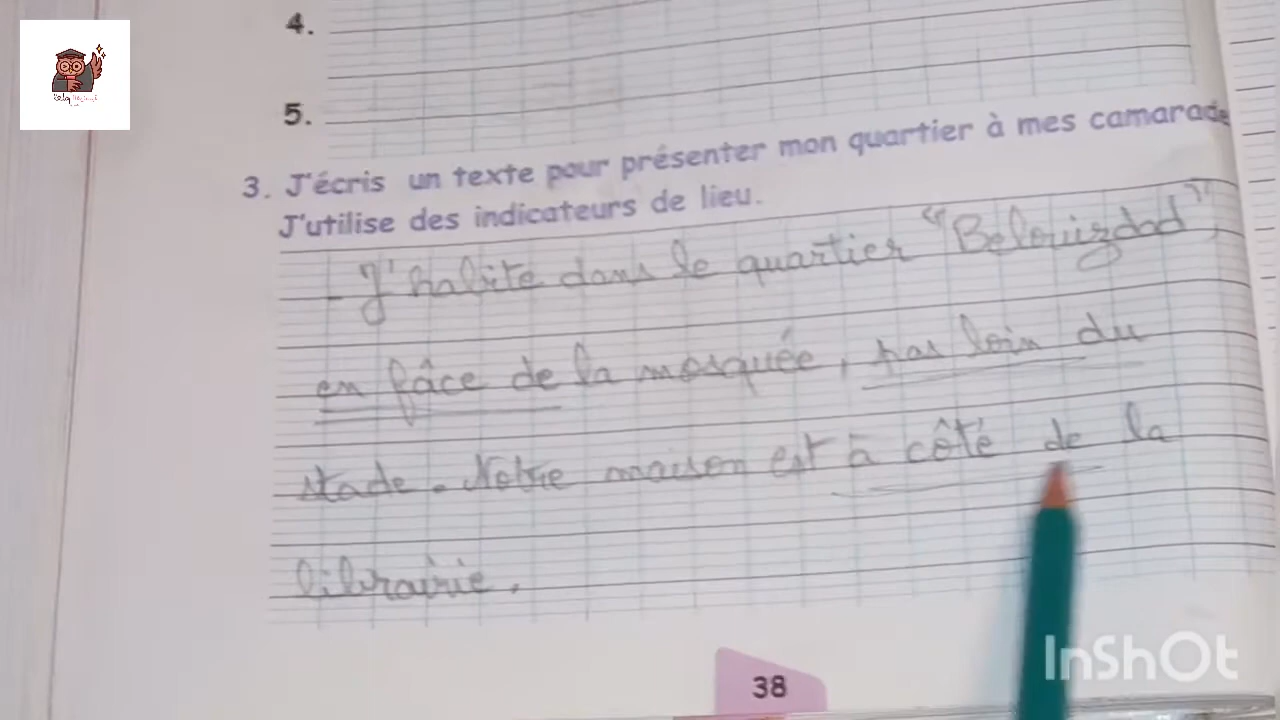 4.
5.
3. J'écris un texte pour présenter mon quartier à mes camarade
J'utilise des indicateurs de lieu.
- J'habite dans le quartier "Belouizdad",
en fâce de la mosquée, pas loin du
stade. Notre maison est à côté de la
librairie.
38
InShOt